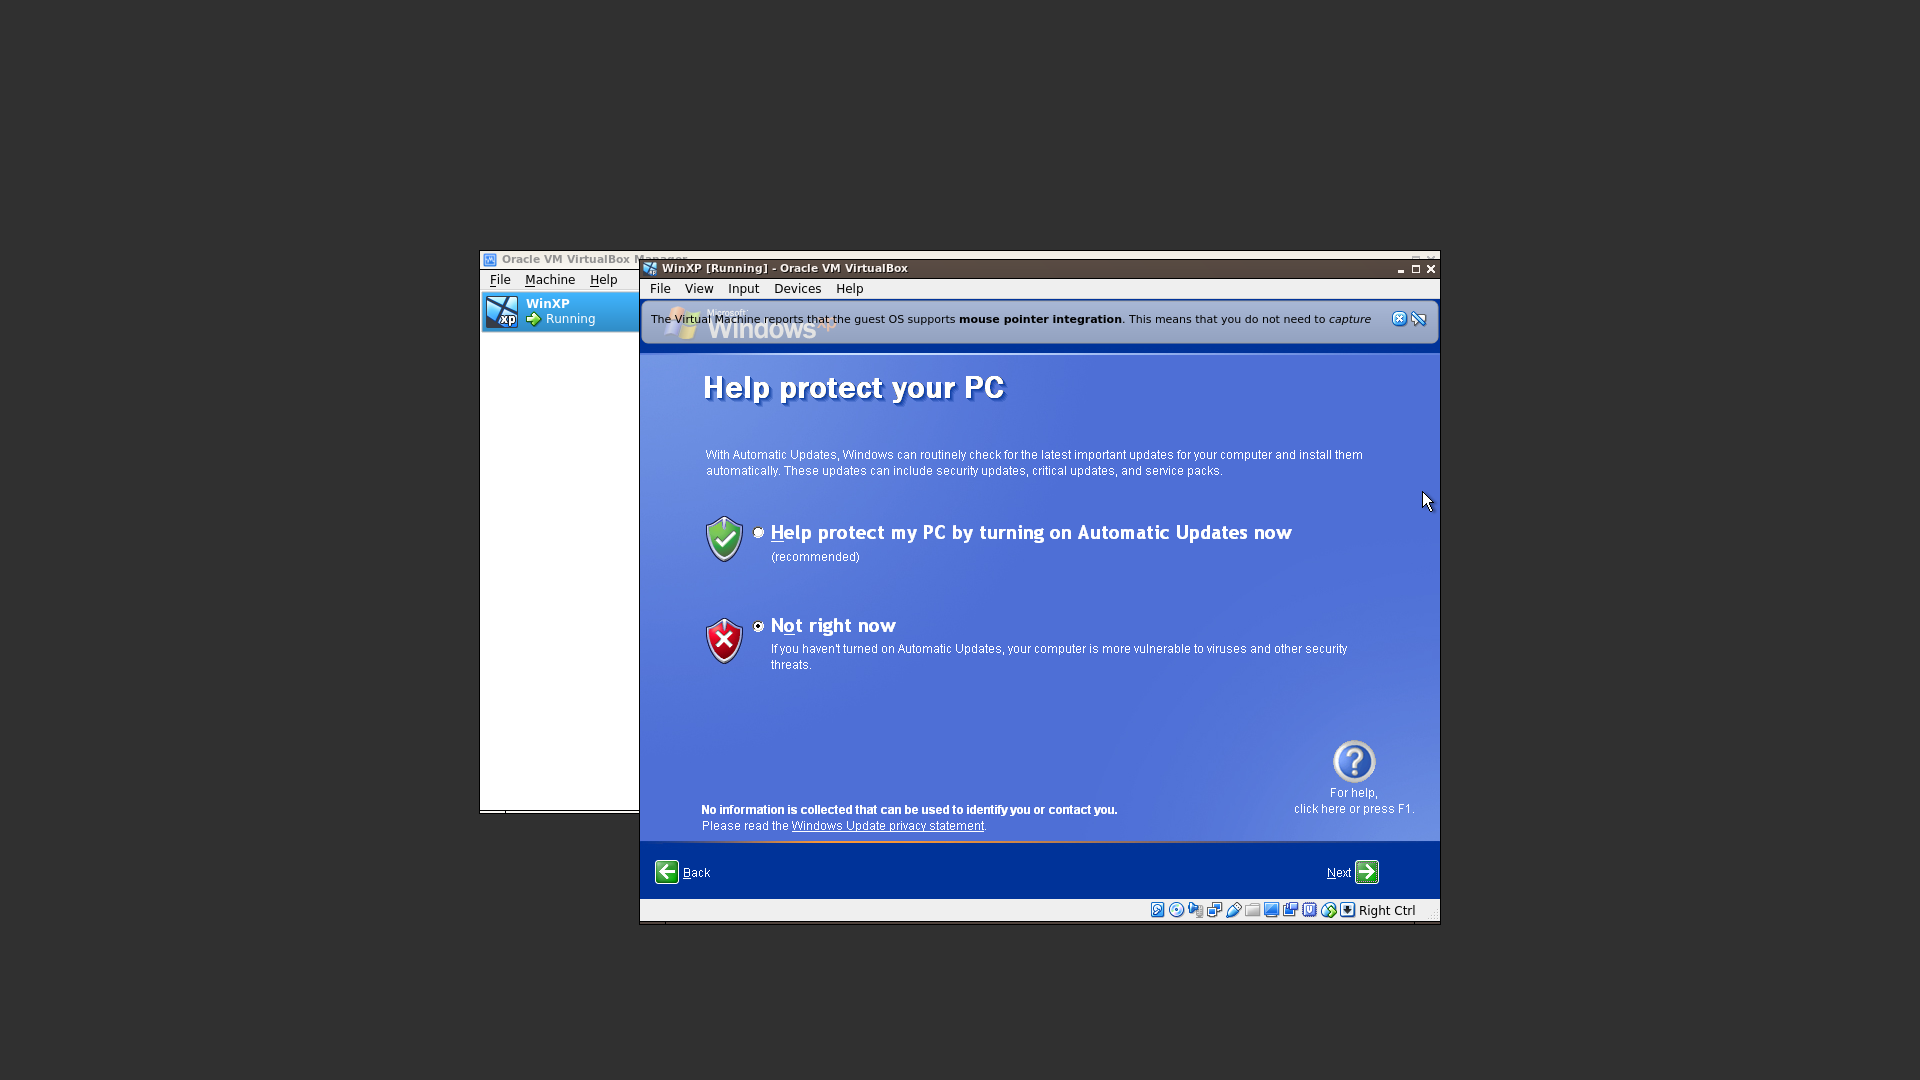 Oracle VM VirtualBox Manager
File Machine Help
WinXP
Running
WinXP [Running] - Oracle VM VirtualBox
File View Input Devices Help
The Virtual Machine reports that the guest OS supports mouse pointer integration. This means that you do not need to capture
Microsoft
Windows xp
Help protect your PC
With Automatic Updates, Windows can routinely check for the latest important updates for your computer and install them
automatically. These updates can include security updates, critical updates, and service packs.
Help protect my PC by turning on Automatic Updates now
(recommended)
Not right now
If you haven't turned on Automatic Updates, your computer is more vulnerable to viruses and other security
threats.
For help,
click here or press F1.
No information is collected that can be used to identify you or contact you.
Please read the Windows Update privacy statement.
Back
Next
Right Ctrl